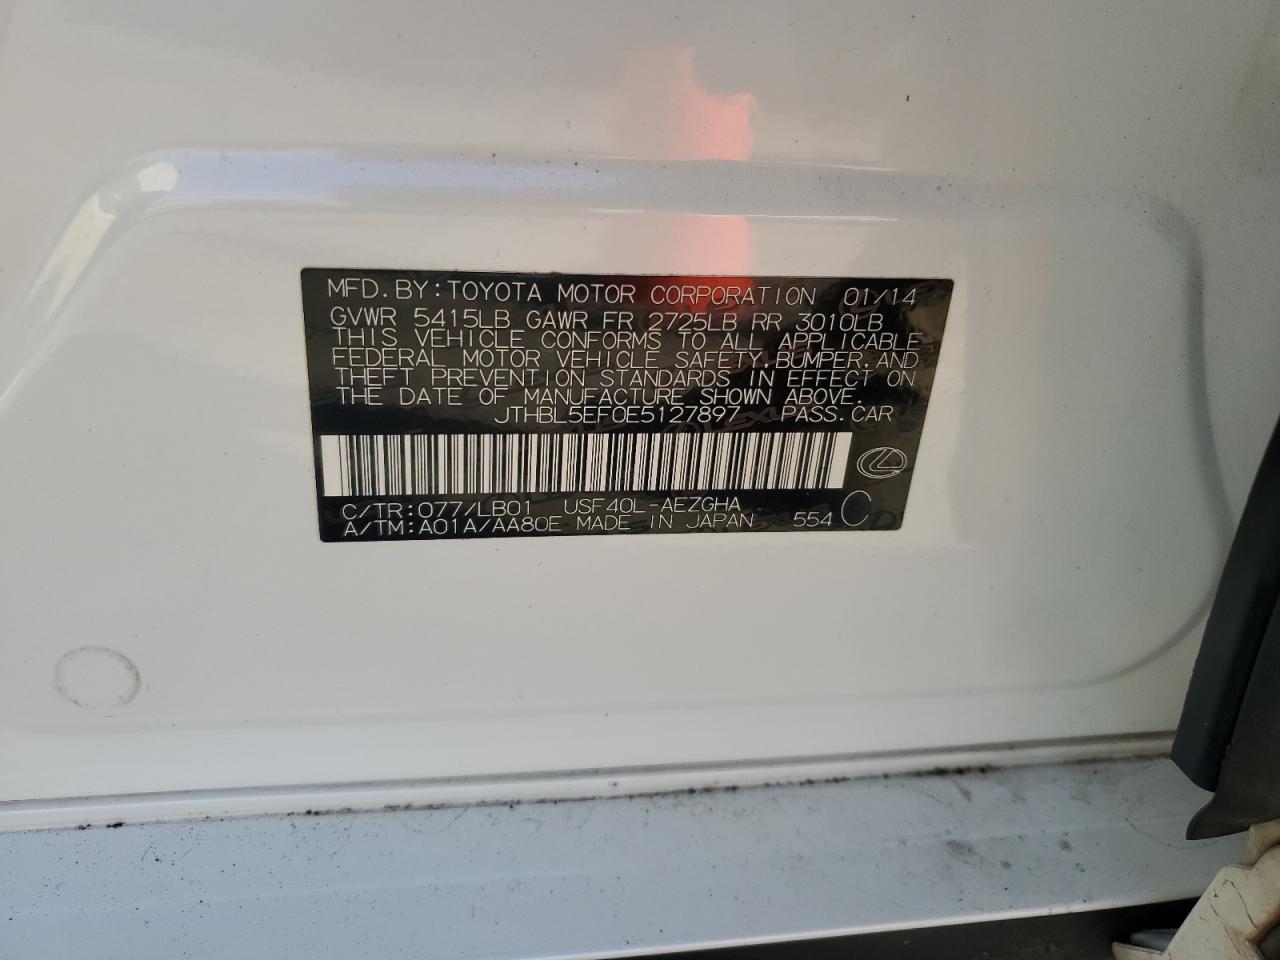 MFD.BY:TOYOTA MOTOR CORPORATION 01/14
GVWR 5415LB GAWR FR 2725LB RR 3010LB
THIS VEHICLE CONFORMS TO ALL APPLICABLE
FEDERAL MOTOR VEHICLE SAFETY,BUMPER,AND
THEFT PREVENTION STANDARDS IN EFFECT ON
THE DATE OF MANUFACTURE SHOWN ABOVE.
JTHBL5EF0E5127897 PASS.CAR
C/TR:077/LB01 USF40L-AEZGHA
A/TM:A01A/AA80E MADE IN JAPAN 554 C